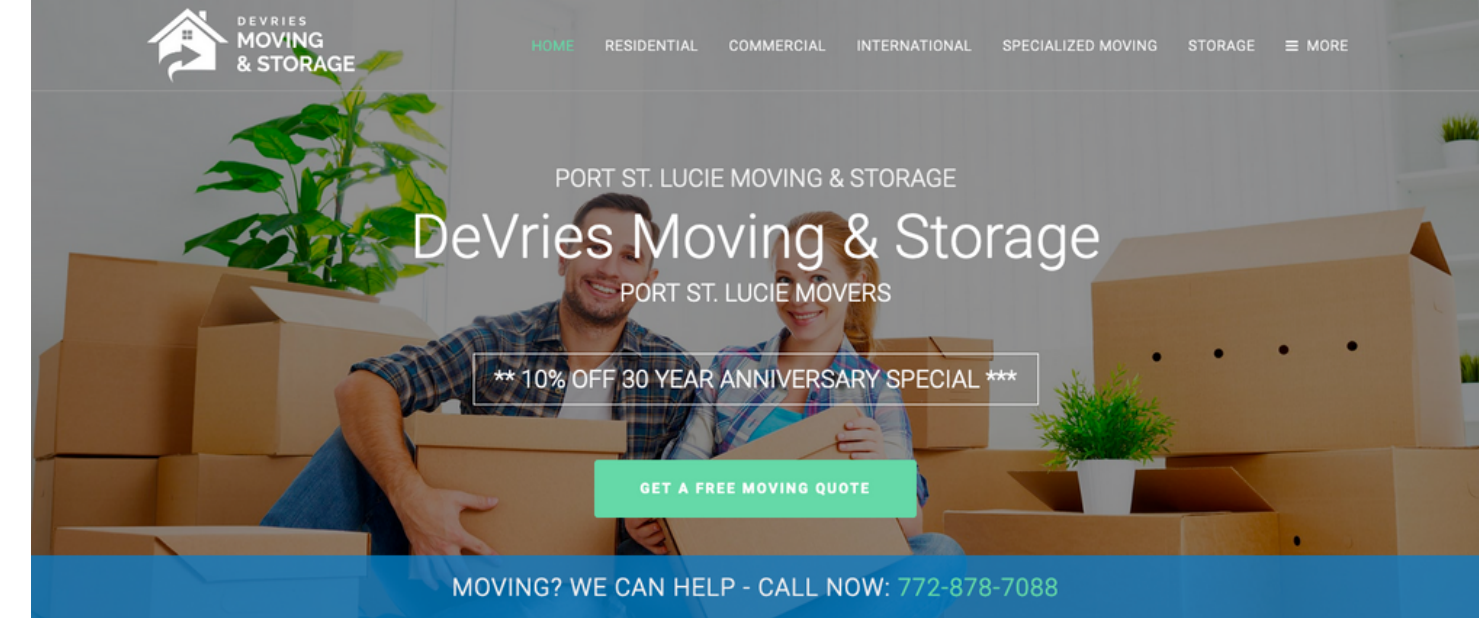 DEVRIES
MOVING
& STORAGE
HOME RESIDENTIAL COMMERCIAL INTERNATIONAL SPECIALIZED MOVING STORAGE ≡ MORE
PORT ST. LUCIE MOVING & STORAGE
DeVries Moving & Storage
PORT ST. LUCIE MOVERS
** 10% OFF 30 YEAR ANNIVERSARY SPECIAL ***
GET A FREE MOVING QUOTE
MOVING? WE CAN HELP - CALL NOW: 772-878-7088